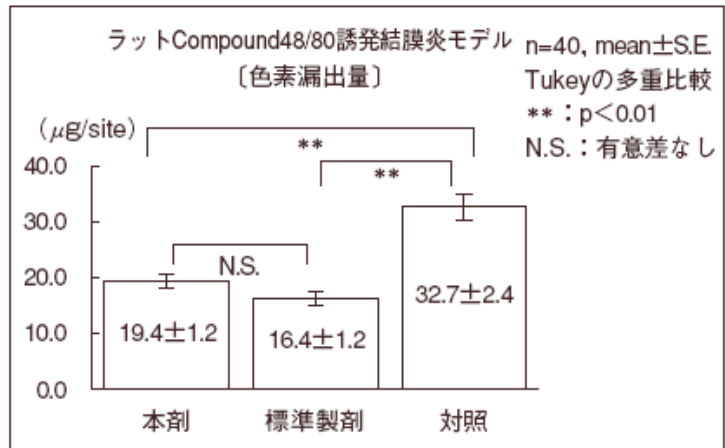 ラットCompound48/80誘発結膜炎モデル
〔色素漏出量〕
n=40, mean±S.E.
Tukeyの多重比較
**：p＜0.01
N.S.：有意差なし
（μg/site）
**
**
N.S.
40.0
30.0
20.0
10.0
0.0
19.4±1.2
16.4±1.2
32.7±2.4
本剤
標準製剤
対照